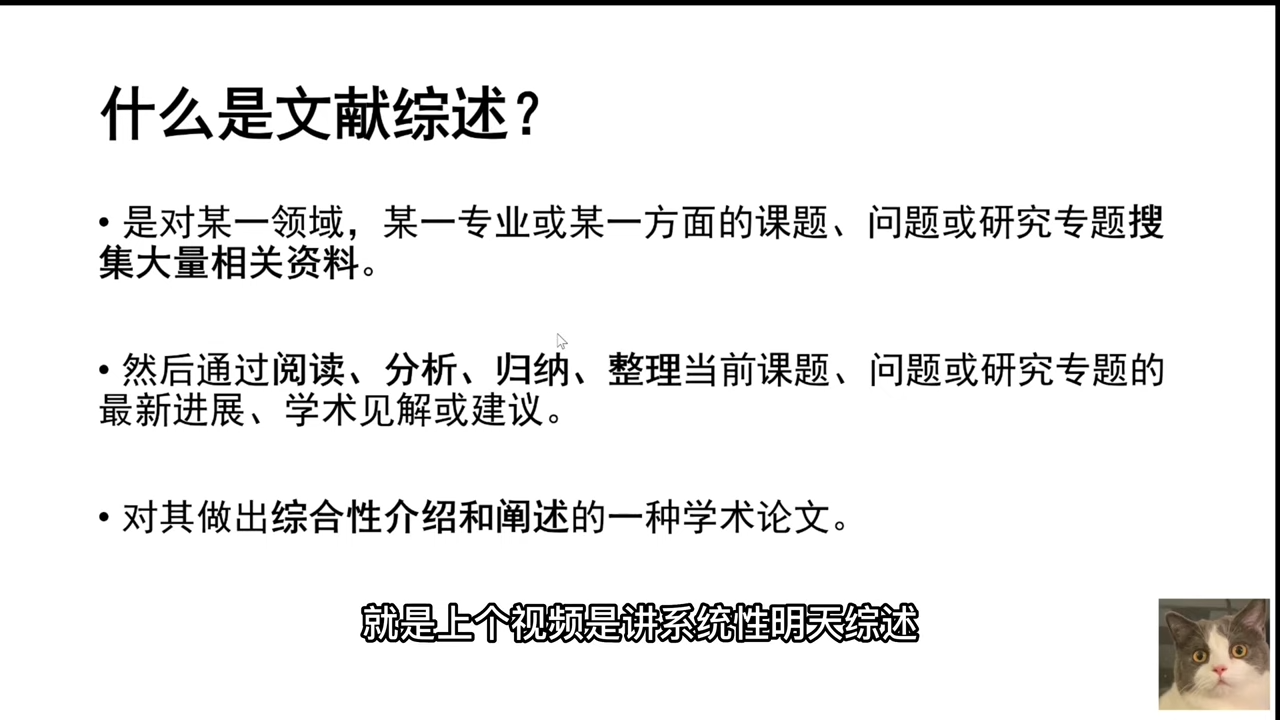 什么是文献综述？
• 是对某一领域，某一专业或某一方面的课题、问题或研究专题搜
集大量相关资料。
• 然后通过阅读、分析、归纳、整理当前课题、问题或研究专题的
最新进展、学术见解或建议。
• 对其做出综合性介绍和阐述的一种学术论文。
就是上个视频是讲系统性明天综述